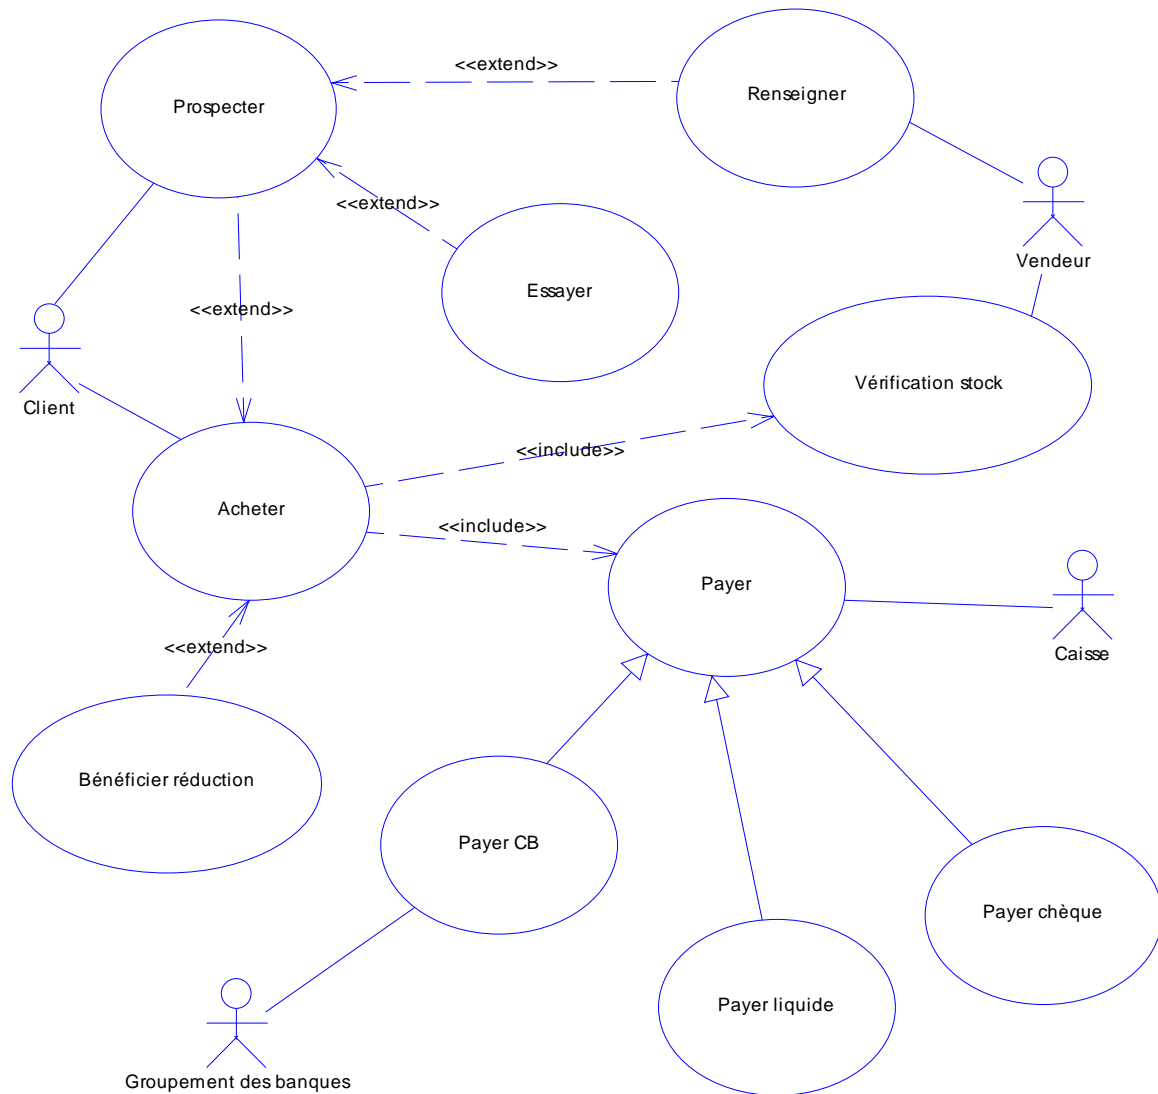 <<extend>>
Renseigner
Prospecter
<<extend>>
Vendeur
Essayer
<<extend>>
Vérification stock
Client
<<include>>
Acheter
<<include>>
Payer
<<extend>>
Caisse
Bénéficier réduction
Payer CB
Payer chèque
Payer liquide
Groupement des banques